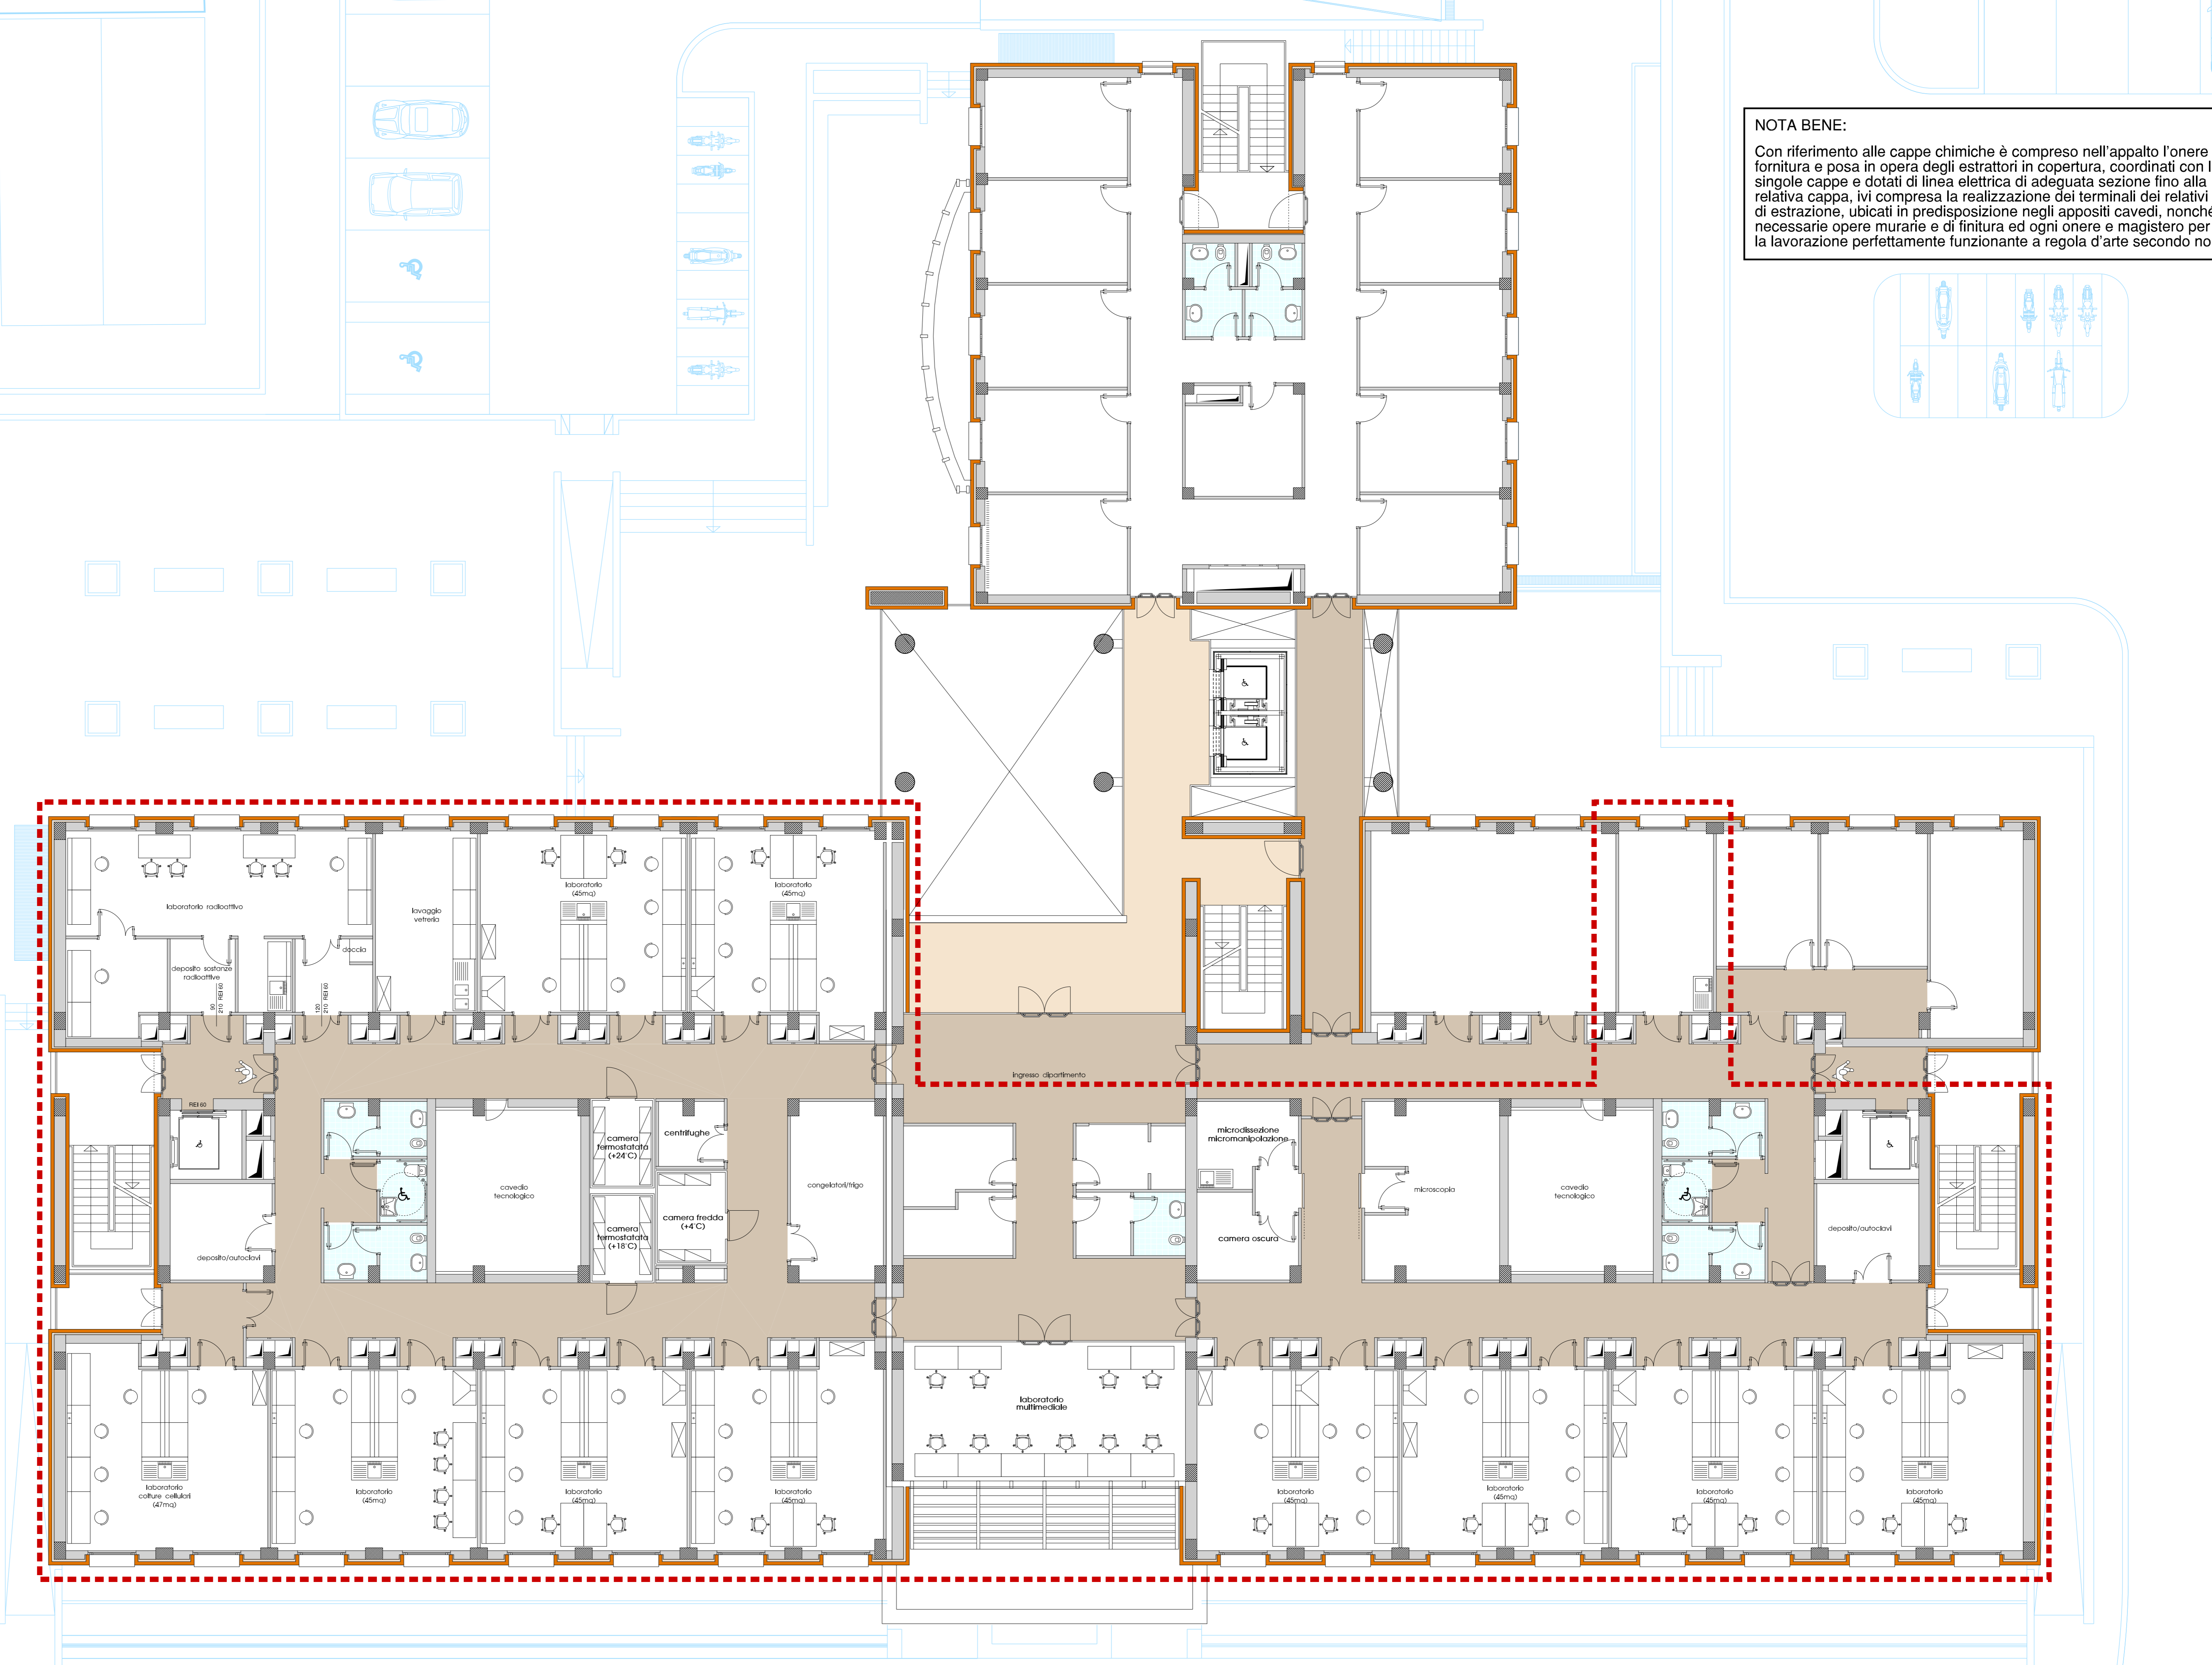 NOTA BENE:
Con riferimento alle cappe chimiche è compreso nell'appalto l'onere
fornitura e posa in opera degli estrattori in copertura, coordinati con l
singole cappe e dotati di linea elettrica di adeguata sezione fino alla
relativa cappa, ivi compresa la realizzazione dei terminali dei relativi
di estrazione, ubicati in predisposizione negli appositi cavedi, nonché
necessarie opere murarie e di finitura ed ogni onere e magistero per
la lavorazione perfettamente funzionante a regola d'arte secondo no
laboratorio radioattivo
lavaggio
vetreria
laboratorio
(45mq)
laboratorio
(45mq)
doccia
deposito sostanze
radioattive
90
210 REI 60
120
210 REI 60
ingresso dipartimento
REI 60
deposito/autoclavi
cavedio
tecnologico
camera
termostatata
(+24°C)
centrifughe
camera
termostatata
(+18°C)
camera fredda
(+4°C)
congelatori/frigo
microdissezione
micromanipolazione
camera oscura
microscopia
cavedio
tecnologico
deposito/autoclavi
laboratorio
colture cellulari
(47mq)
laboratorio
(45mq)
laboratorio
(45mq)
laboratorio
(45mq)
laboratorio
multimediale
laboratorio
(45mq)
laboratorio
(45mq)
laboratorio
(45mq)
laboratorio
(45mq)